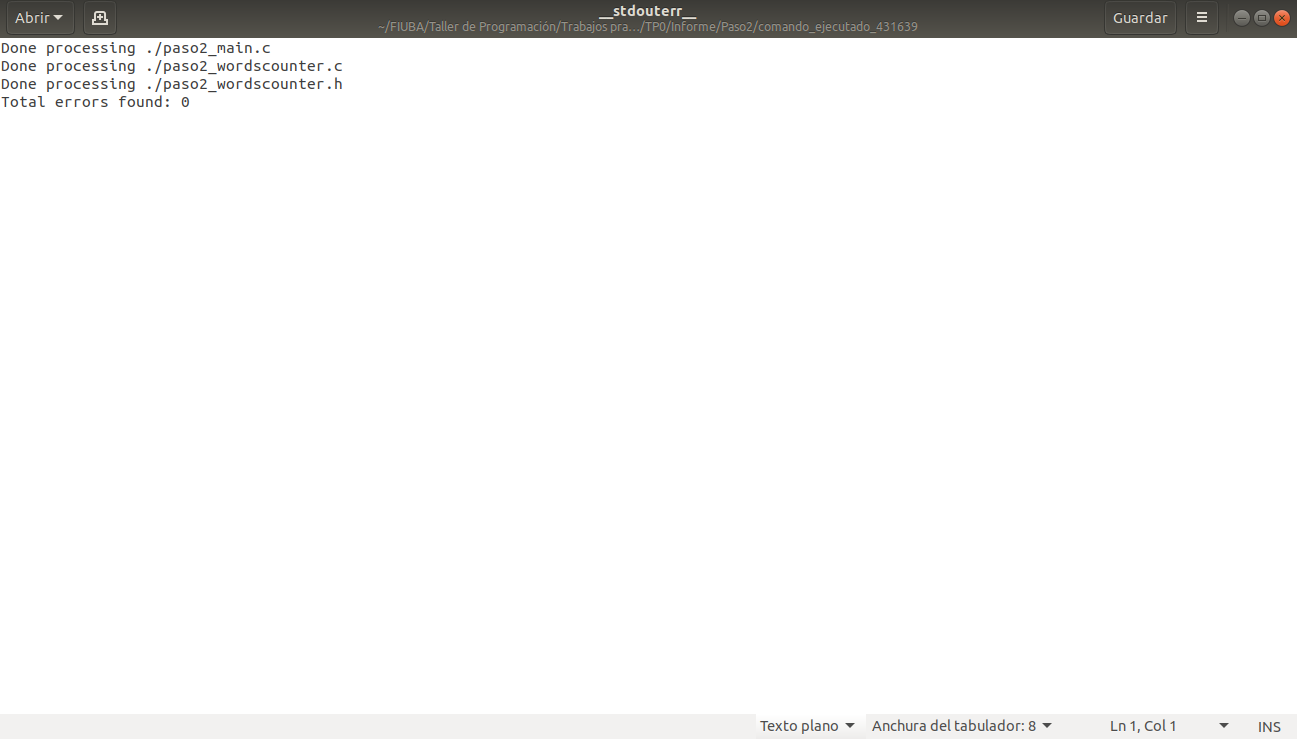 Abrir
__stdouterr__
~/FIUBA/Taller de Programación/Trabajos pra…/TP0/Informe/Paso2/comando_ejecutado_431639
Guardar
Done processing ./paso2_main.c
Done processing ./paso2_wordscounter.c
Done processing ./paso2_wordscounter.h
Total errors found: 0
Texto plano
Anchura del tabulador: 8
Ln 1, Col 1
INS